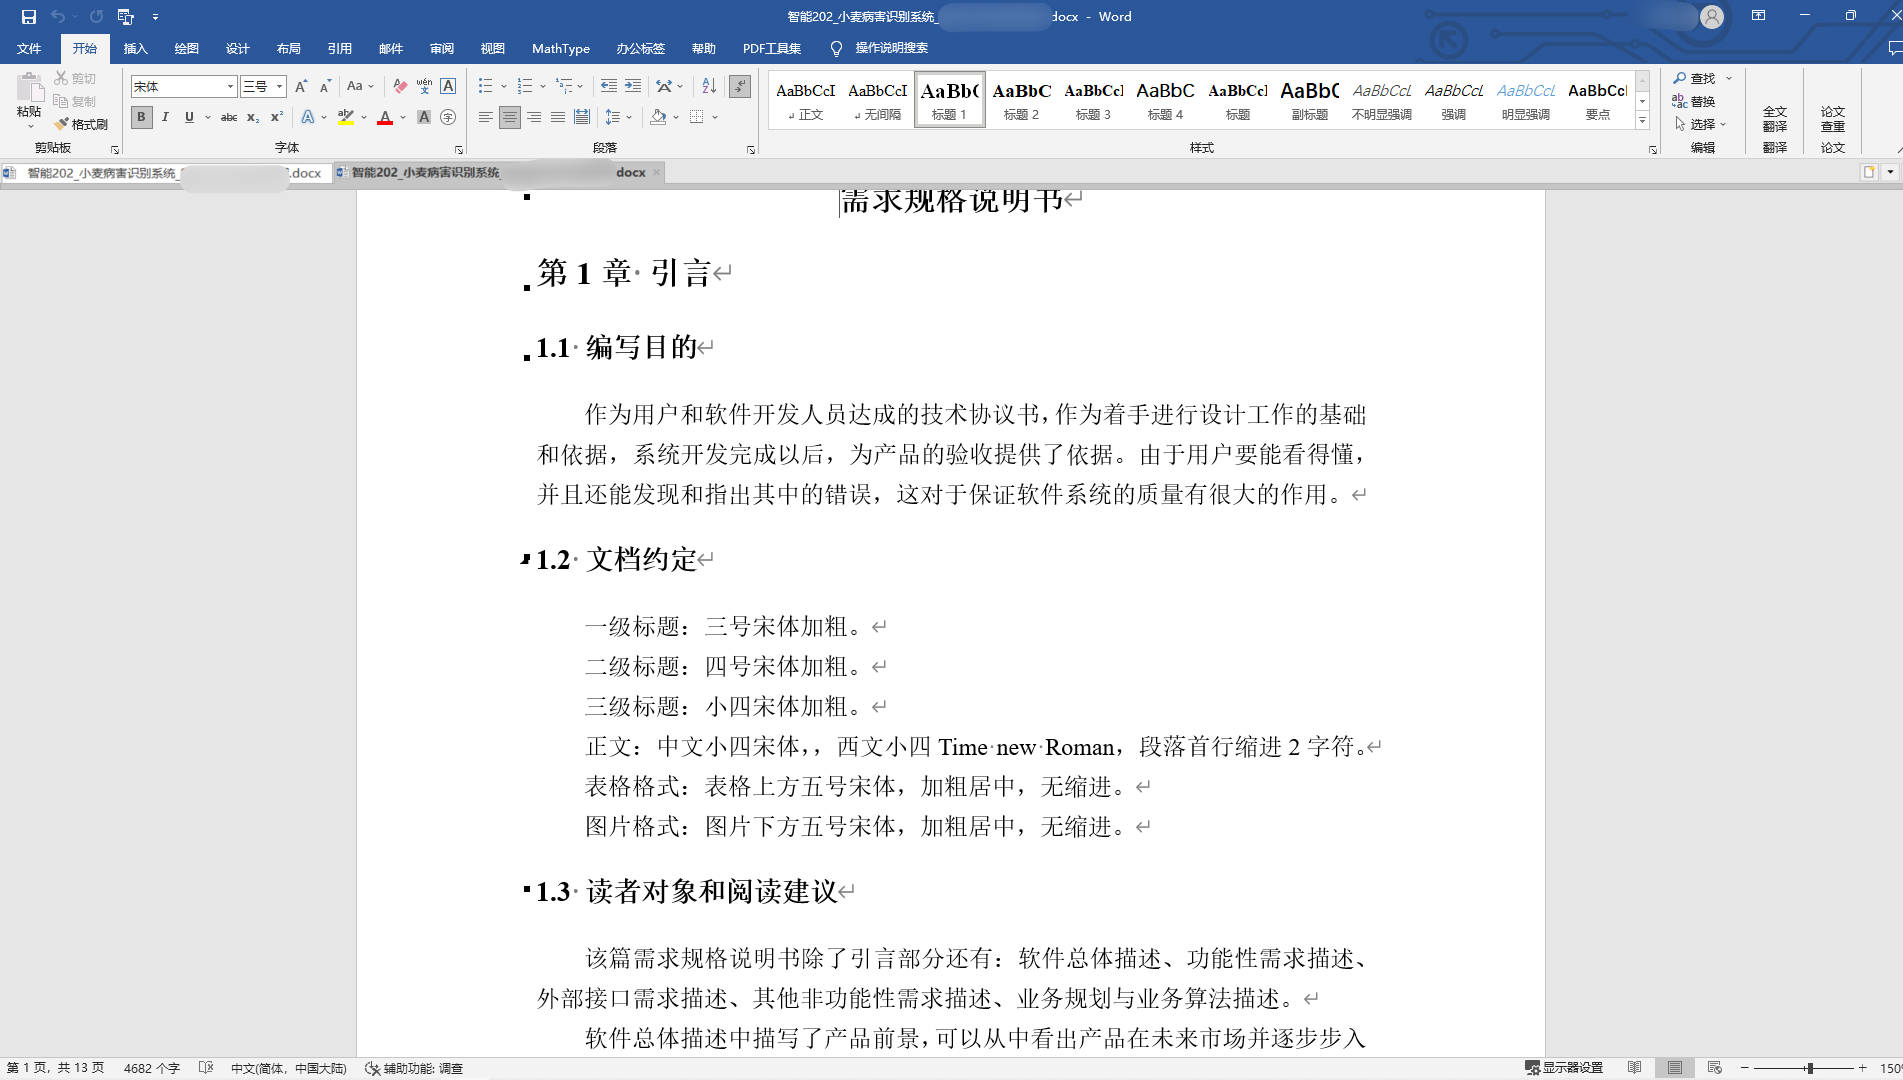 智能202_小麦病害识别系统_ docx - Word
文件 开始 插入 绘图 设计 布局 引用 邮件 审阅 视图 MathType 办公标签 帮助 PDF工具集 操作说明搜索
剪切 宋体 三号 Aa wén A AaBbCcI AaBbCcI AaBb( AaBbC AaBbCcI AaBbC AaBbCcI AaBbC AaBbCcL AaBbCcL AaBbCcL AaBbCcI 查找
粘贴 复制 全文 论文
格式刷 B I U abc x₂ x² A A A 字 正文 无间隔 标题 1 标题 2 标题 3 标题 4 标题 副标题 不明显强调 强调 明显强调 要点 替换 翻译 查重
选择
剪贴板 字体 段落 样式 编辑 翻译 论文
智能202_小麦病害识别系统_ .docx 智能202_小麦病害识别系统_ docx
需求规格说明书
第 1 章 引言
1.1 编写目的
作为用户和软件开发人员达成的技术协议书，作为着手进行设计工作的基础
和依据，系统开发完成以后，为产品的验收提供了依据。由于用户要能看得懂，
并且还能发现和指出其中的错误，这对于保证软件系统的质量有很大的作用。
1.2 文档约定
一级标题：三号宋体加粗。
二级标题：四号宋体加粗。
三级标题：小四宋体加粗。
正文：中文小四宋体，，西文小四 Time new Roman，段落首行缩进 2 字符。
表格格式：表格上方五号宋体，加粗居中，无缩进。
图片格式：图片下方五号宋体，加粗居中，无缩进。
1.3 读者对象和阅读建议
该篇需求规格说明书除了引言部分还有：软件总体描述、功能性需求描述、
外部接口需求描述、其他非功能性需求描述、业务规划与业务算法描述。
软件总体描述中描写了产品前景，可以从中看出产品在未来市场并逐步步入
第 1 页，共 13 页 4682 个字 中文(简体，中国大陆) 辅助功能: 调查 显示器设置